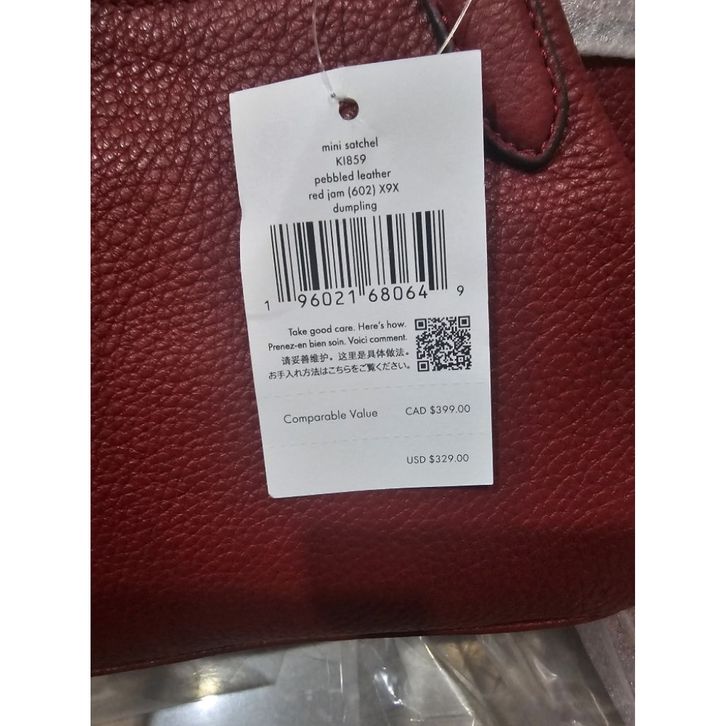 mini satchel
KI859
pebbled leather
red jam (602) X9X
dumpling
1 96021 68064 9
Take good care. Here's how.
Prenez-en bien soin. Voici comment.
请妥善维护。这里是具体做法。
お手入れ方法はこちらをご覧ください。
Comparable Value CAD $399.00
USD $329.00